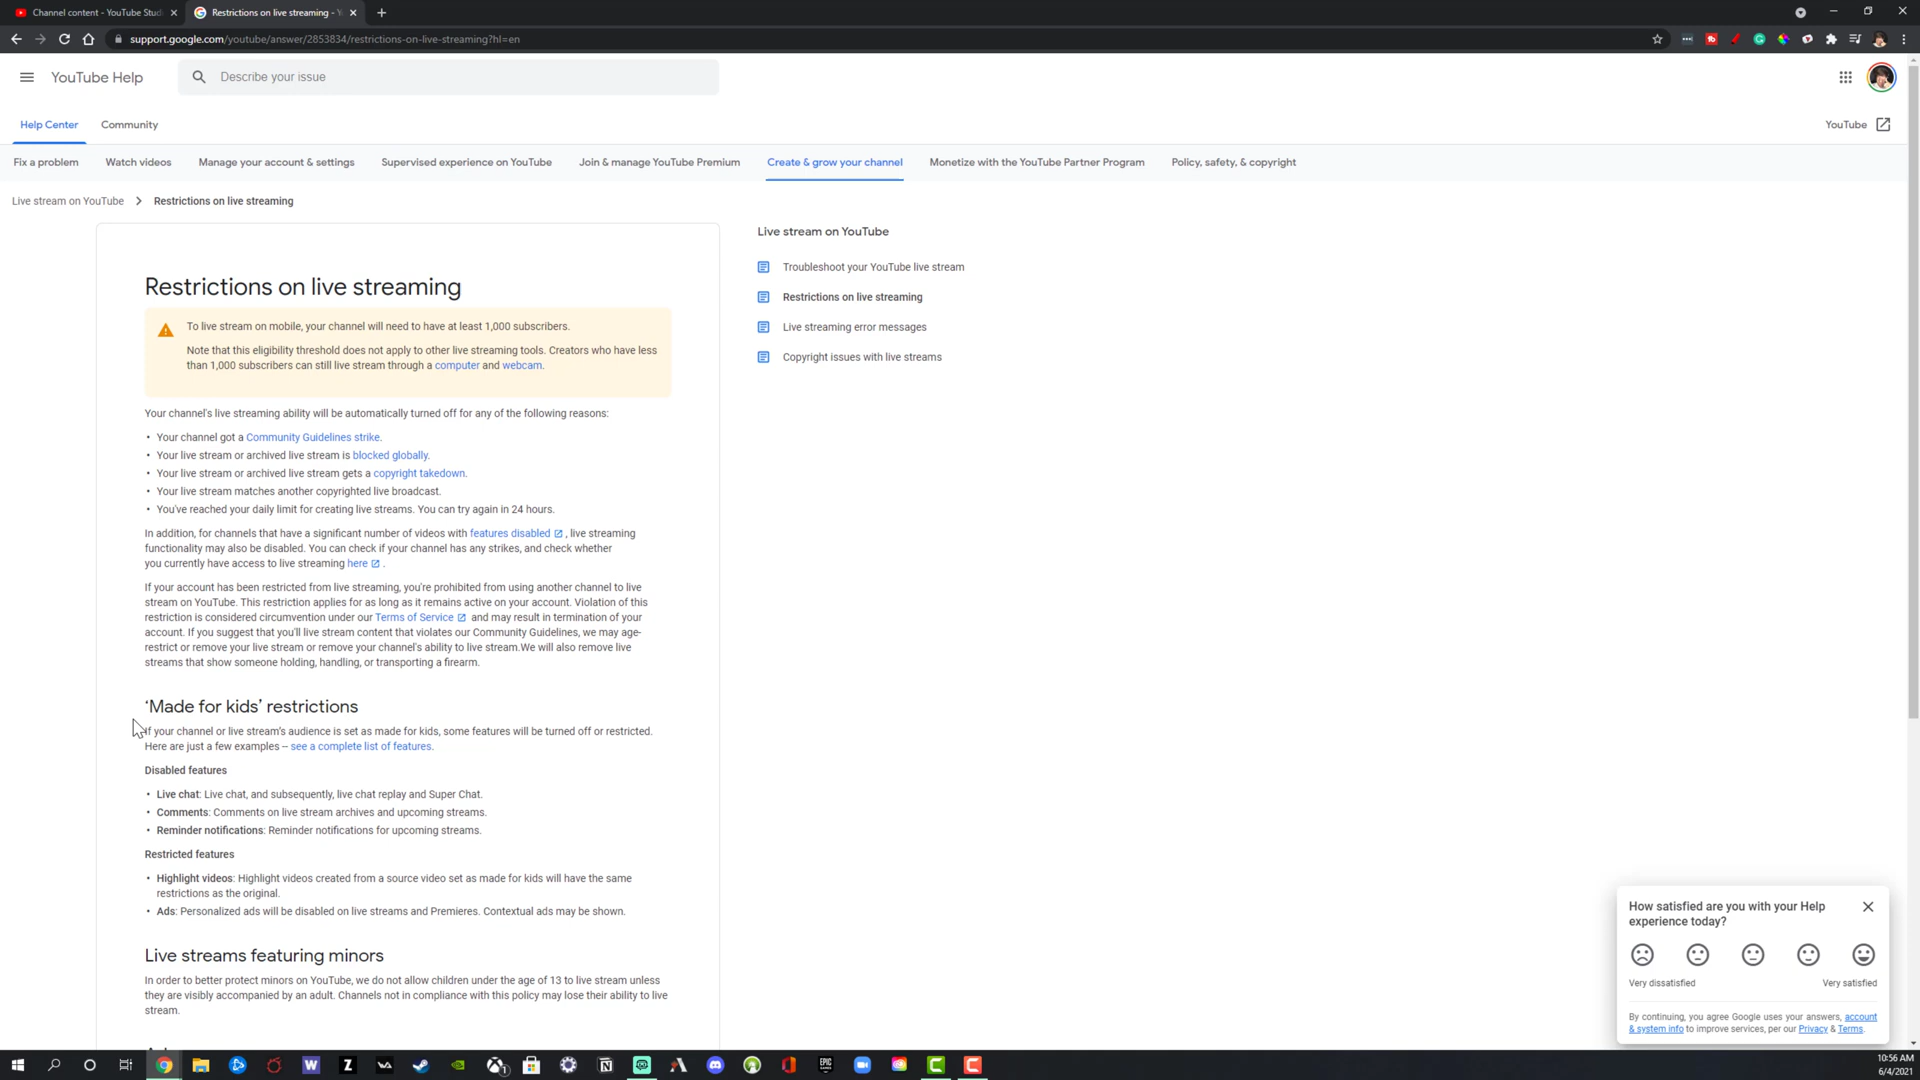 Channel content - YouTube Stud
Restrictions on live streaming - Y
support.google.com/youtube/answer/2853834/restrictions-on-live-streaming?hl=en
YouTube Help
Describe your issue
Help Center
Community
YouTube
Fix a problem
Watch videos
Manage your account & settings
Supervised experience on YouTube
Join & manage YouTube Premium
Create & grow your channel
Monetize with the YouTube Partner Program
Policy, safety, & copyright
Live stream on YouTube
Restrictions on live streaming
Restrictions on live streaming
To live stream on mobile, your channel will need to have at least 1,000 subscribers.
Note that this eligibility threshold does not apply to other live streaming tools. Creators who have less
than 1,000 subscribers can still live stream through a computer and webcam.
Your channel's live streaming ability will be automatically turned off for any of the following reasons:
• Your channel got a Community Guidelines strike.
• Your live stream or archived live stream is blocked globally.
• Your live stream or archived live stream gets a copyright takedown.
• Your live stream matches another copyrighted live broadcast.
• You've reached your daily limit for creating live streams. You can try again in 24 hours.
In addition, for channels that have a significant number of videos with features disabled , live streaming
functionality may also be disabled. You can check if your channel has any strikes, and check whether
you currently have access to live streaming here .
If your account has been restricted from live streaming, you're prohibited from using another channel to live
stream on YouTube. This restriction applies for as long as it remains active on your account. Violation of this
restriction is considered circumvention under our Terms of Service and may result in termination of your
account. If you suggest that you'll live stream content that violates our Community Guidelines, we may age-
restrict or remove your live stream or remove your channel's ability to live stream.We will also remove live
streams that show someone holding, handling, or transporting a firearm.
‘Made for kids’ restrictions
If your channel or live stream's audience is set as made for kids, some features will be turned off or restricted.
Here are just a few examples – see a complete list of features.
Disabled features
• Live chat: Live chat, and subsequently, live chat replay and Super Chat.
• Comments: Comments on live stream archives and upcoming streams.
• Reminder notifications: Reminder notifications for upcoming streams.
Restricted features
• Highlight videos: Highlight videos created from a source video set as made for kids will have the same
restrictions as the original.
• Ads: Personalized ads will be disabled on live streams and Premieres. Contextual ads may be shown.
Live streams featuring minors
In order to better protect minors on YouTube, we do not allow children under the age of 13 to live stream unless
they are visibly accompanied by an adult. Channels not in compliance with this policy may lose their ability to live
stream.
Live stream on YouTube
Troubleshoot your YouTube live stream
Restrictions on live streaming
Live streaming error messages
Copyright issues with live streams
How satisfied are you with your Help
experience today?
Very dissatisfied
Very satisfied
By continuing, you agree Google uses your answers, account
& system info to improve services, per our Privacy & Terms.
10:56 AM
6/4/2021